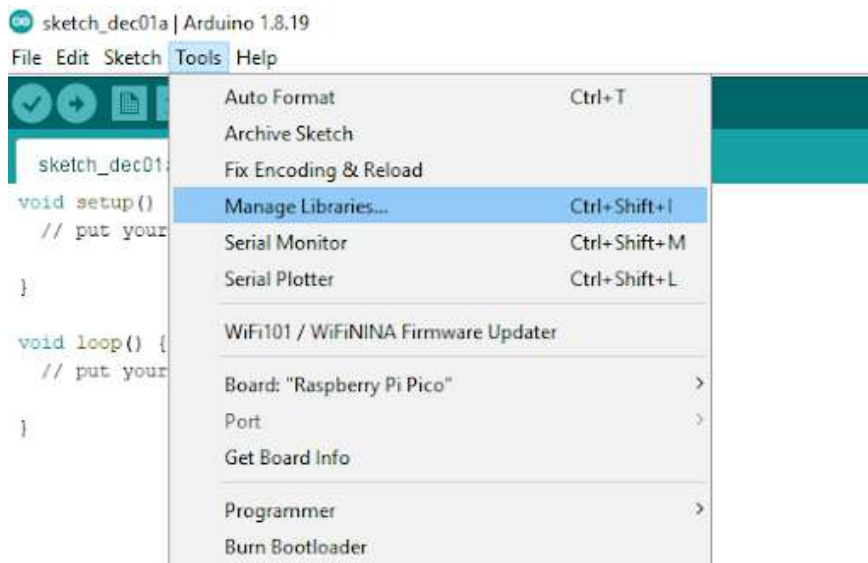 sketch_dec01a | Arduino 1.8.19
File Edit Sketch Tools Help
Auto Format Ctrl+T
Archive Sketch
sketch_dec01a
Fix Encoding & Reload
void setup()
Manage Libraries... Ctrl+Shift+I
// put your
Serial Monitor Ctrl+Shift+M
Serial Plotter Ctrl+Shift+L
}
WiFi101 / WiFiNINA Firmware Updater
void loop() {
// put your
Board: "Raspberry Pi Pico" >
Port >
}
Get Board Info
Programmer >
Burn Bootloader